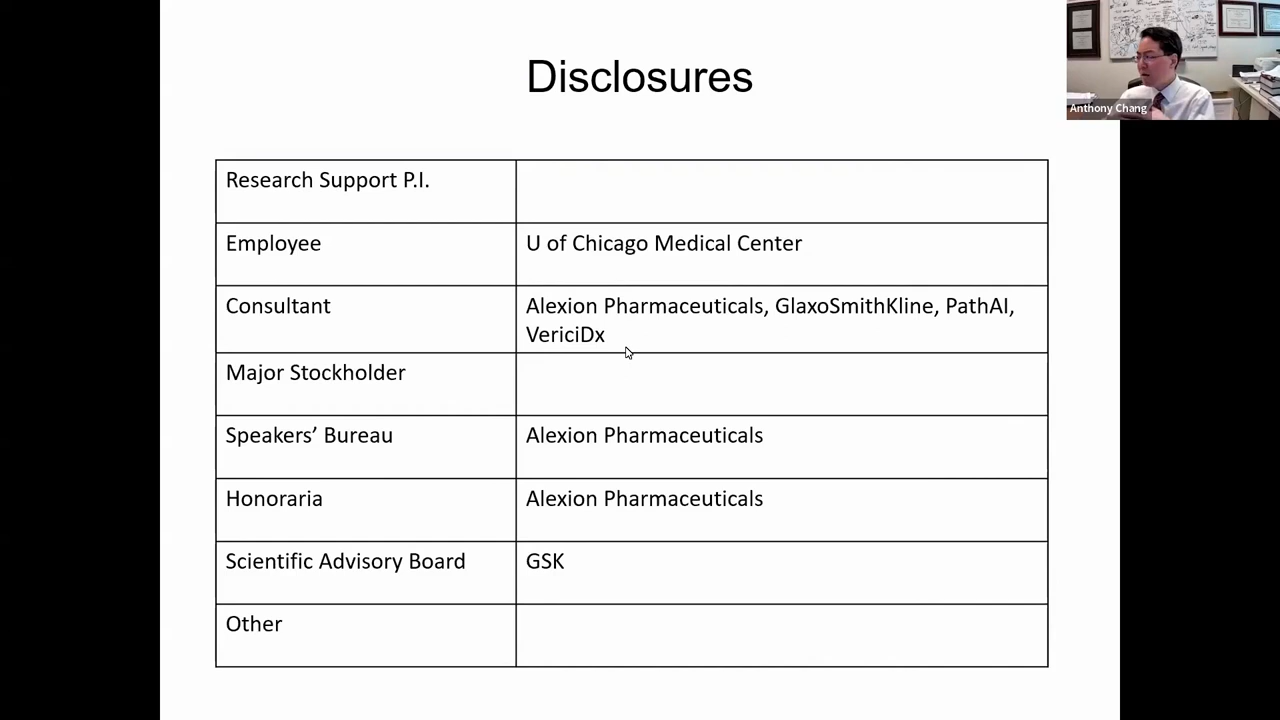 Disclosures
Anthony Chang
Research Support P.I.
Employee
U of Chicago Medical Center
Consultant
Alexion Pharmaceuticals, GlaxoSmithKline, PathAI,
VericiDx
Major Stockholder
Speakers’ Bureau
Alexion Pharmaceuticals
Honoraria
Alexion Pharmaceuticals
Scientific Advisory Board
GSK
Other